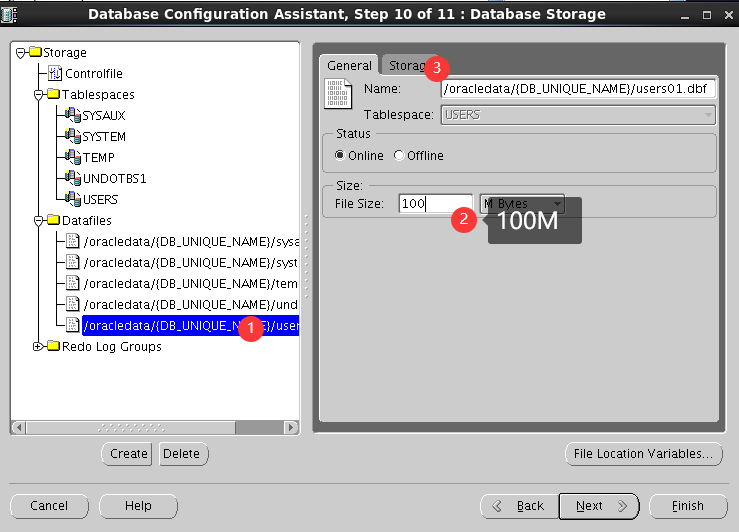 Database Configuration Assistant, Step 10 of 11 : Database Storage
Storage
Controlfile
Tablespaces
SYSAUX
SYSTEM
TEMP
UNDOTBS1
USERS
Datafiles
/oracledata/{DB_UNIQUE_NAME}/sysa
/oracledata/{DB_UNIQUE_NAME}/syst
/oracledata/{DB_UNIQUE_NAME}/tem
/oracledata/{DB_UNIQUE_NAME}/und
/oracledata/{DB_UNIQUE_NAME}/user
1
Redo Log Groups
Create Delete
General Storag
3
Name: /oracledata/{DB_UNIQUE_NAME}/users01.dbf
Tablespace: USERS
Status
Online Offline
Size:
File Size: 100 M Bytes
2
100M
File Location Variables...
Cancel Help Back Next Finish